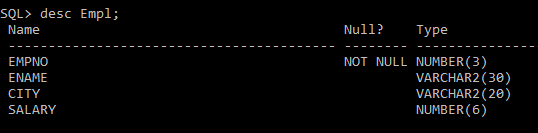 SQL> desc Empl;
 Name                                      Null?    Type
 ----------------------------------------- -------- ----------------
 EMPNO                                     NOT NULL NUMBER(3)
 ENAME                                              VARCHAR2(30)
 CITY                                               VARCHAR2(20)
 SALARY                                             NUMBER(6)